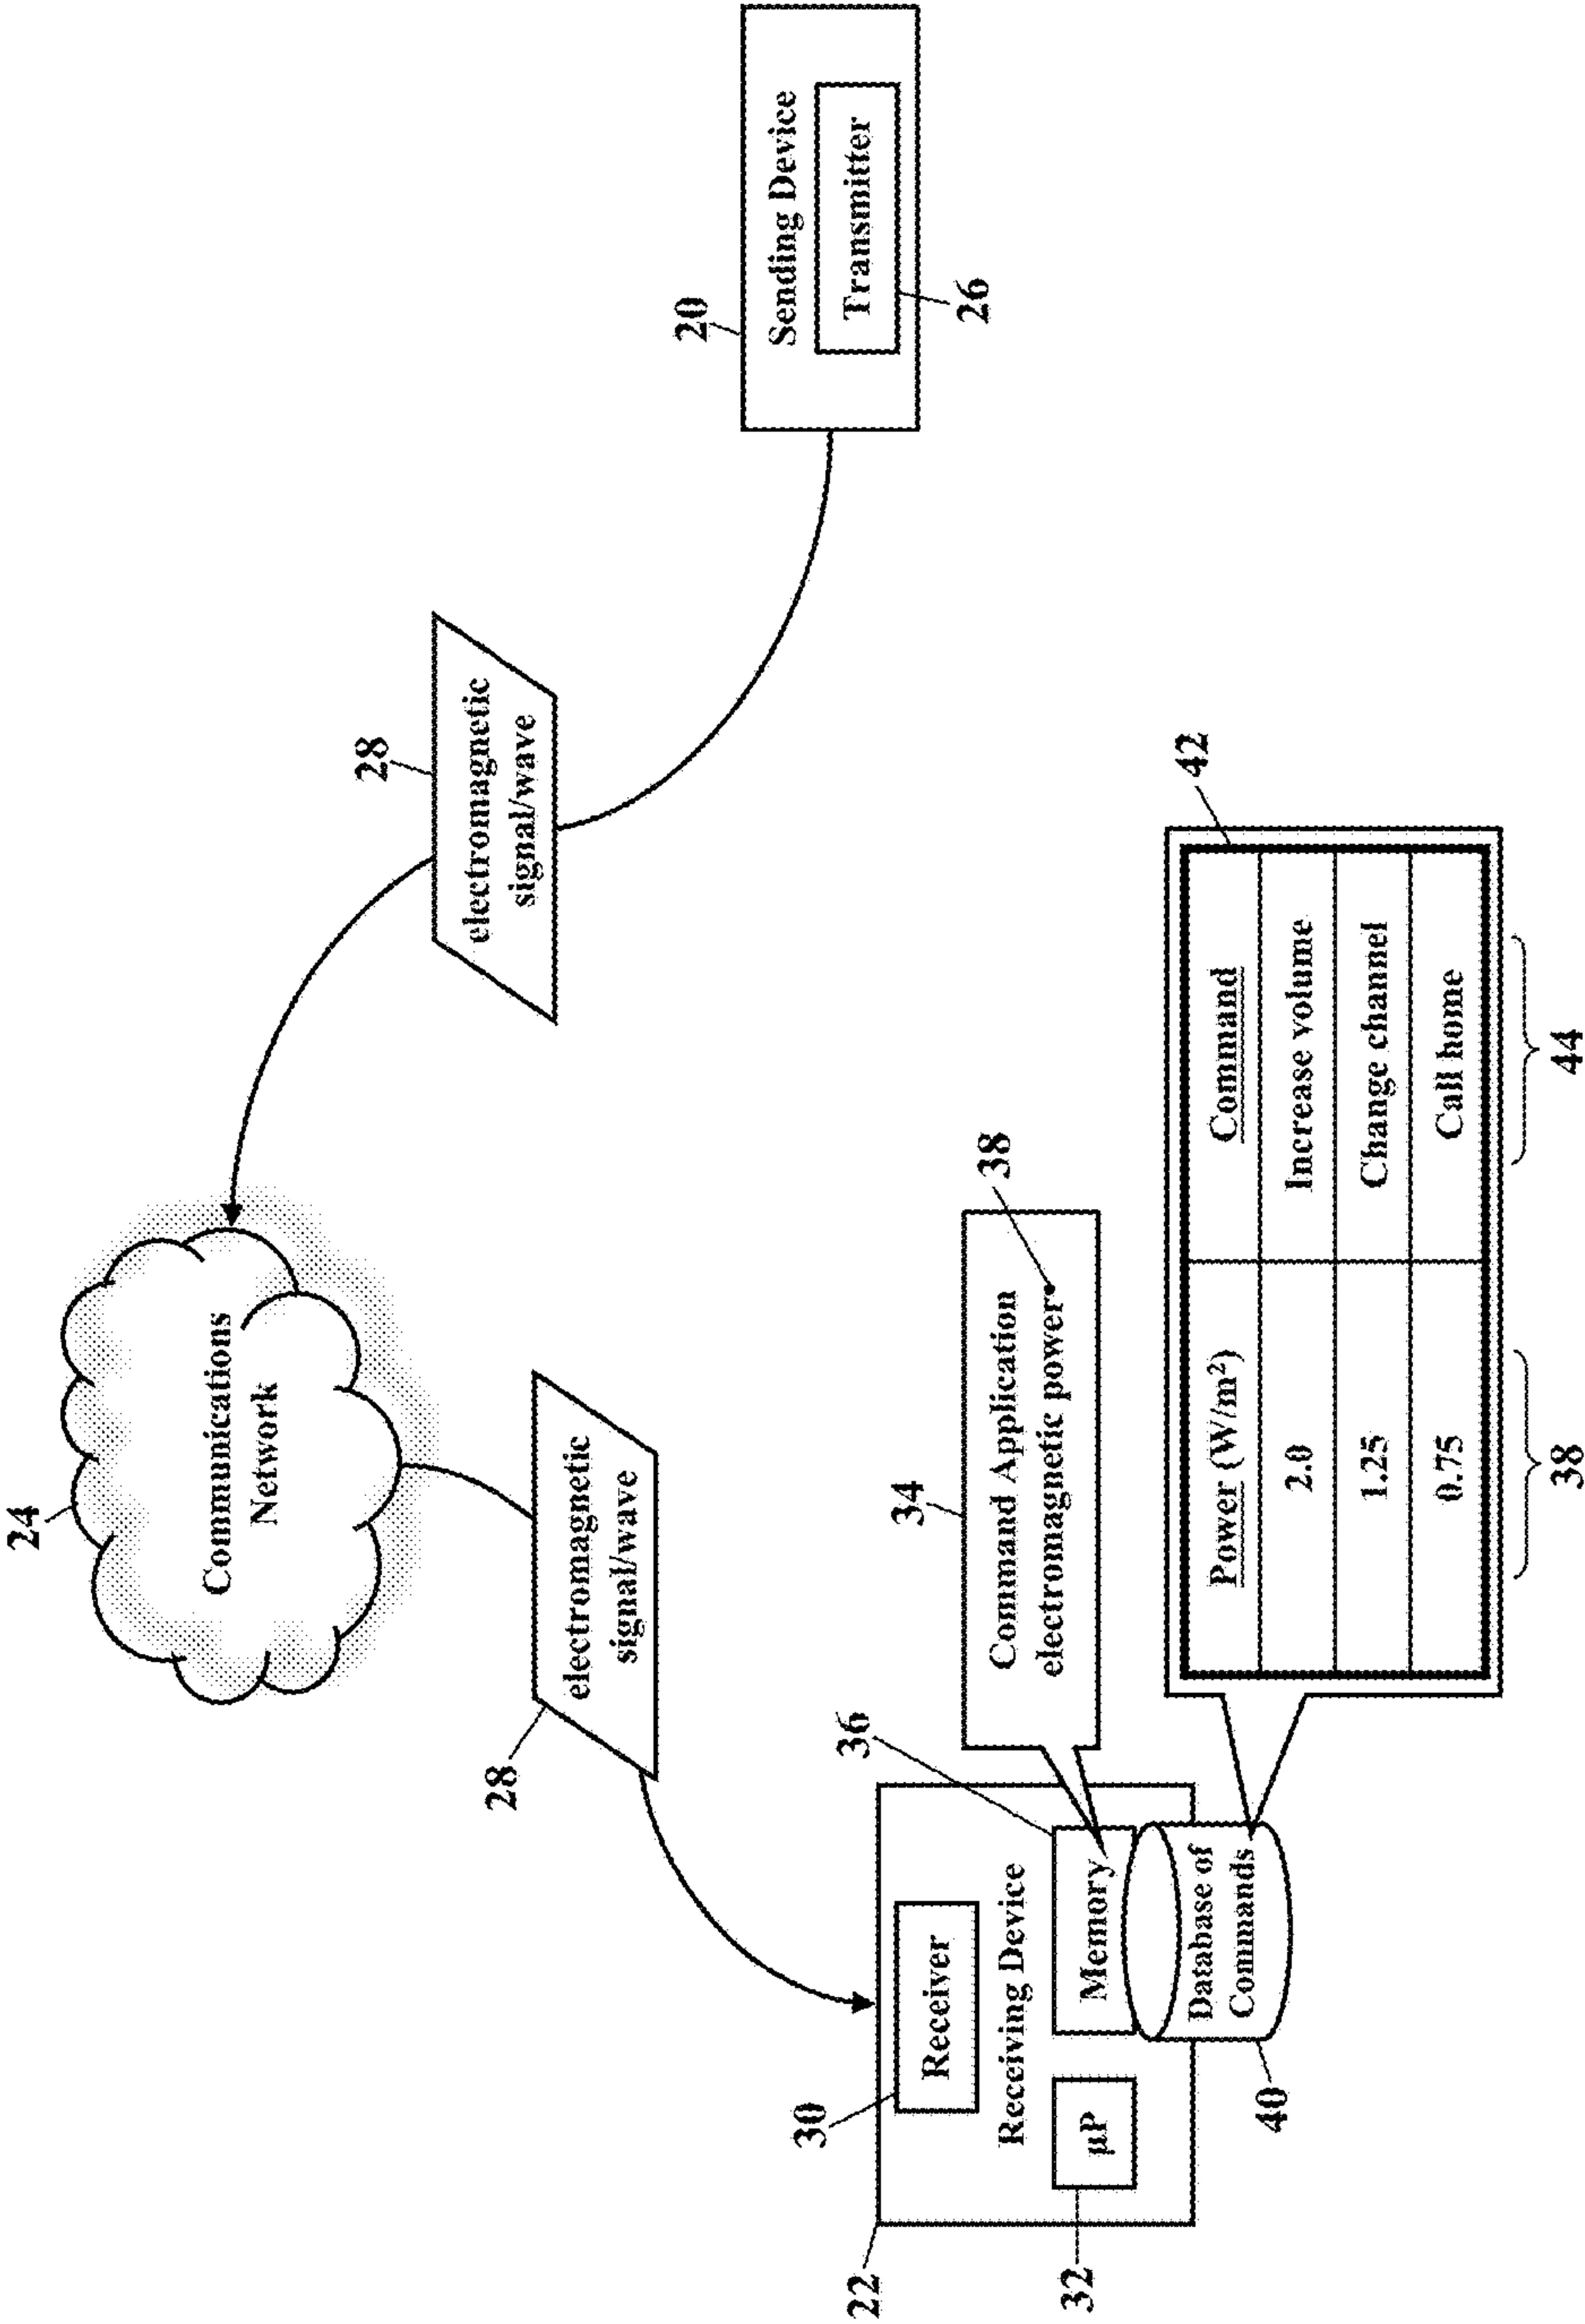 24
Communications
Network
28
electromagnetic
signal/wave
28
electromagnetic
signal/wave
20
Sending Device
Transmitter
26
22
30
Receiver
Receiving Device
32
µP
36
Memory
34
Command Application
electromagnetic power
38
40
Database of
Commands
42
Power (W/m²) Command
2.0 Increase volume
1.25 Change channel
0.75 Call home
38 44